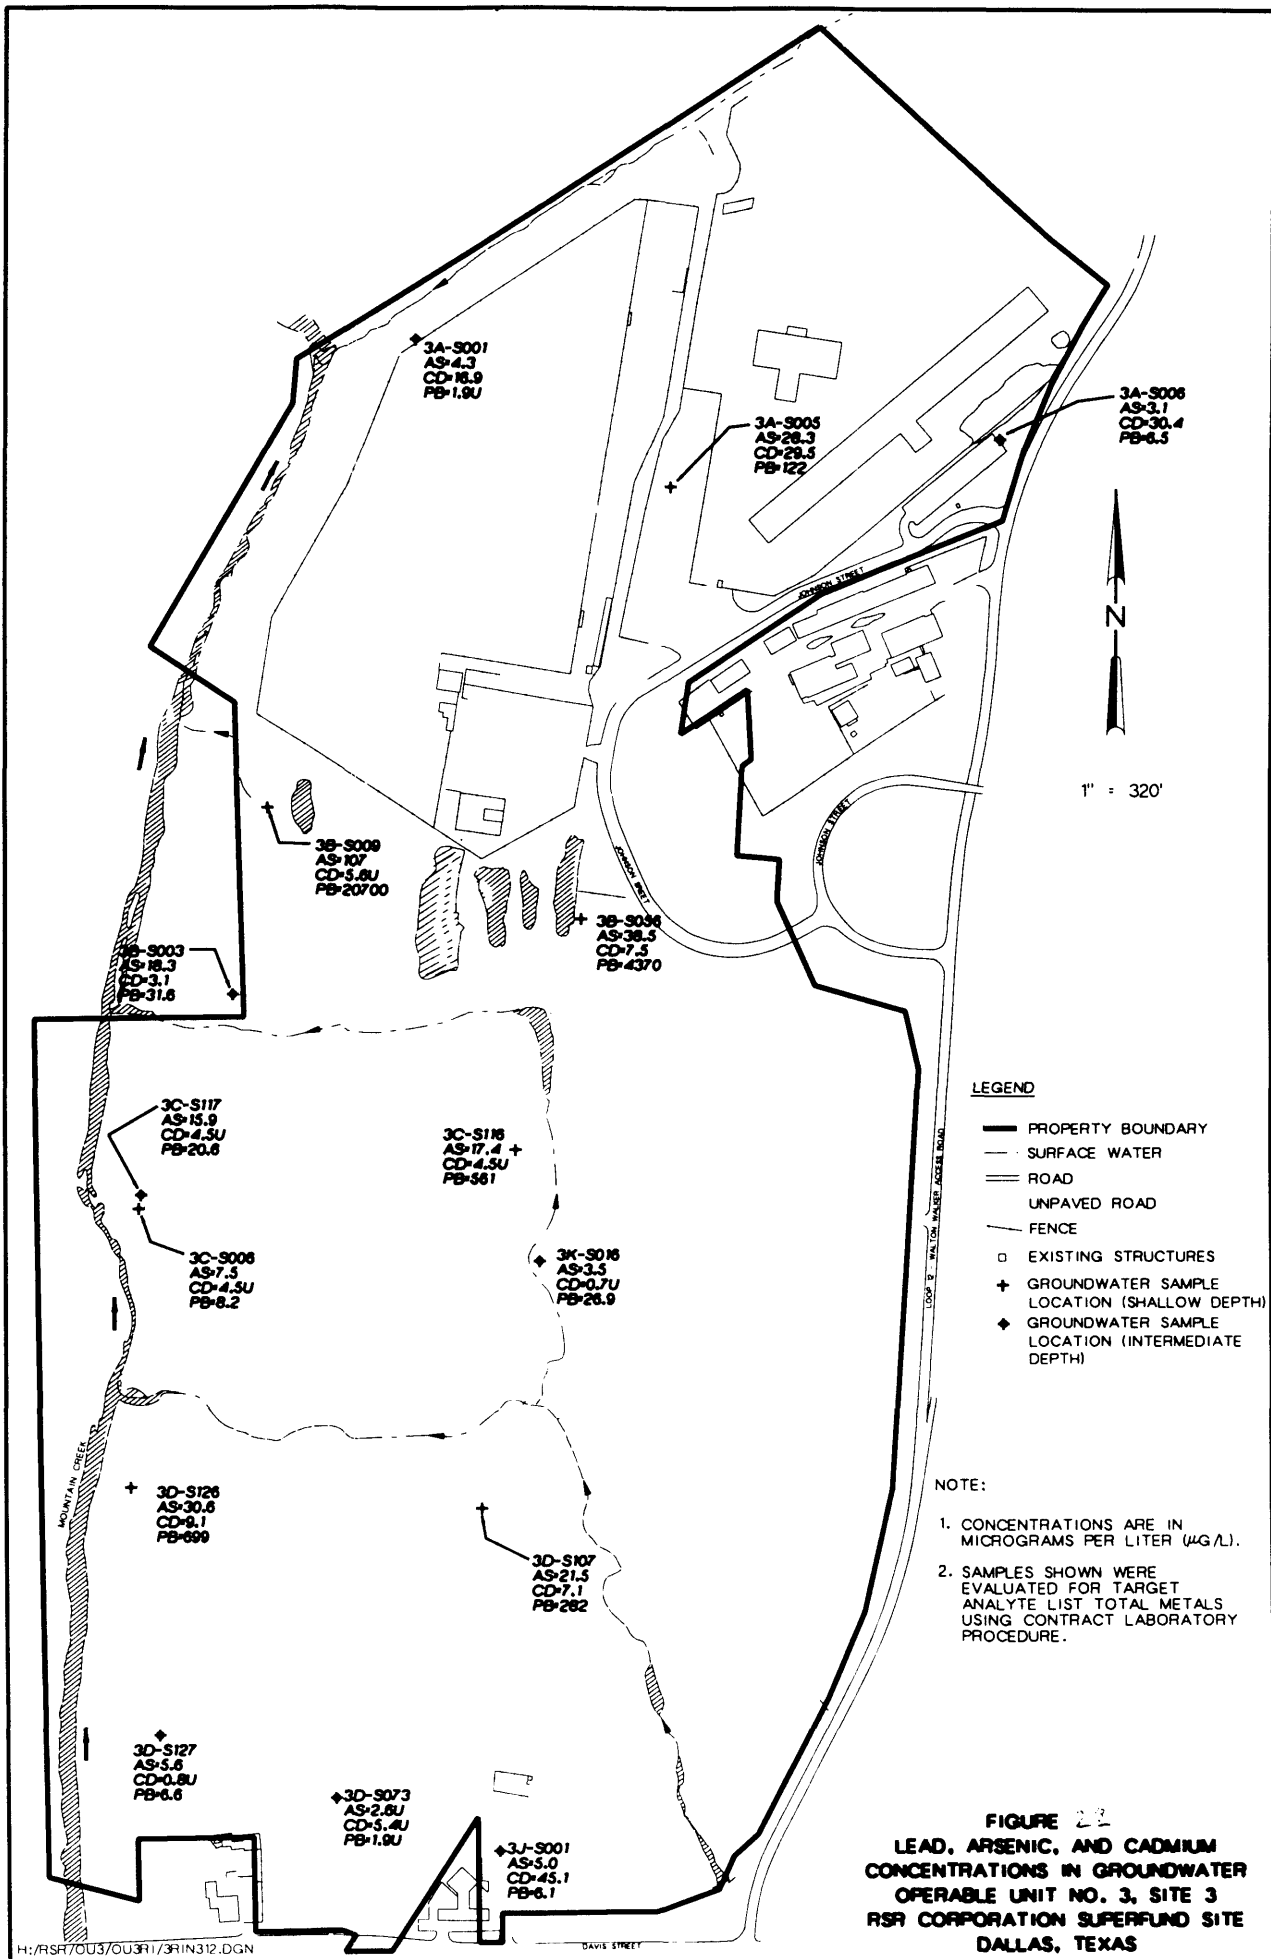 3A-S001
AS=4.3
CD=16.9
PB=1.9U
3A-S005
AS=26.3
CD=29.5
PB=122
3A-S006
AS=3.1
CD=30.4
PB=6.5
N
1" = 320'
JOHNSON STREET
JOHNSON STREET
JOHNSON STREET
3B-S009
AS=107
CD=5.6U
PB=20700
3B-S056
AS=38.5
CD=7.5
PB=4370
3B-S003
AS=18.3
CD=3.1
PB=31.6
3C-S117
AS=15.9
CD=4.5U
PB=20.6
3C-S116
AS=17.4
CD=4.5U
PB=561
3C-S006
AS=7.5
CD=4.5U
PB=8.2
3K-S016
AS=3.5
CD=0.7U
PB=26.9
LOOP 12 - WALTON WALKER ACCESS ROAD
LEGEND
PROPERTY BOUNDARY
SURFACE WATER
ROAD
UNPAVED ROAD
FENCE
EXISTING STRUCTURES
GROUNDWATER SAMPLE
LOCATION (SHALLOW DEPTH)
GROUNDWATER SAMPLE
LOCATION (INTERMEDIATE
DEPTH)
MOUNTAIN CREEK
3D-S126
AS=30.6
CD=9.1
PB=699
3D-S107
AS=21.5
CD=7.1
PB=262
NOTE:
1. CONCENTRATIONS ARE IN
MICROGRAMS PER LITER (μG/L).
2. SAMPLES SHOWN WERE
EVALUATED FOR TARGET
ANALYTE LIST TOTAL METALS
USING CONTRACT LABORATORY
PROCEDURE.
3D-S127
AS=5.6
CD=0.8U
PB=6.6
3D-S073
AS=2.6U
CD=5.4U
PB=1.9U
3J-S001
AS=5.0
CD=45.1
PB=6.1
DAVIS STREET
FIGURE
LEAD, ARSENIC, AND CADMIUM
CONCENTRATIONS IN GROUNDWATER
OPERABLE UNIT NO. 3, SITE 3
RSR CORPORATION SUPERFUND SITE
DALLAS, TEXAS
H:/RSR/OU3/OU3R1/3RIN312.DGN